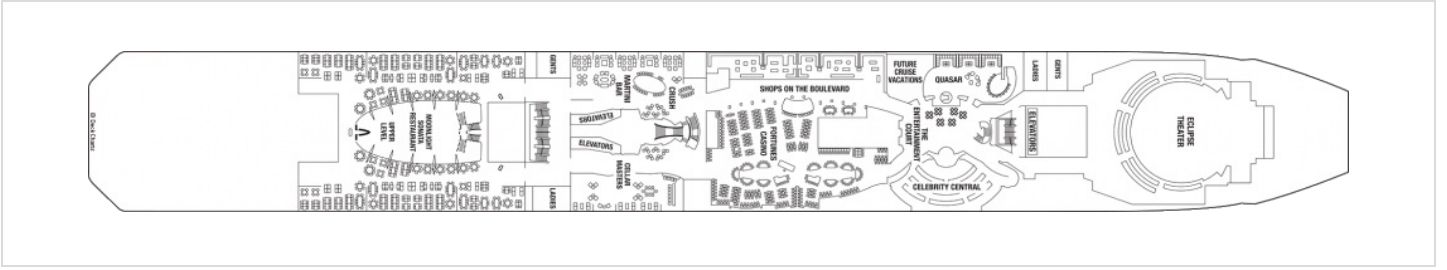 © Deck Chums
UPPER
LEVEL
MOONLIGHT
SONATA
RESTAURANT
GENTS
LADIES
ELEVATORS
ELEVATORS
MARTINI
BAR
CRUSH
CELLAR
MASTERS
SHOPS ON THE BOULEVARD
FORTUNES
CASINO
FUTURE
CRUISE
VACATIONS
QUASAR
THE
ENTERTAINMENT
COURT
CELEBRITY CENTRAL
ELEVATORS
LADIES
GENTS
ECLIPSE
THEATER